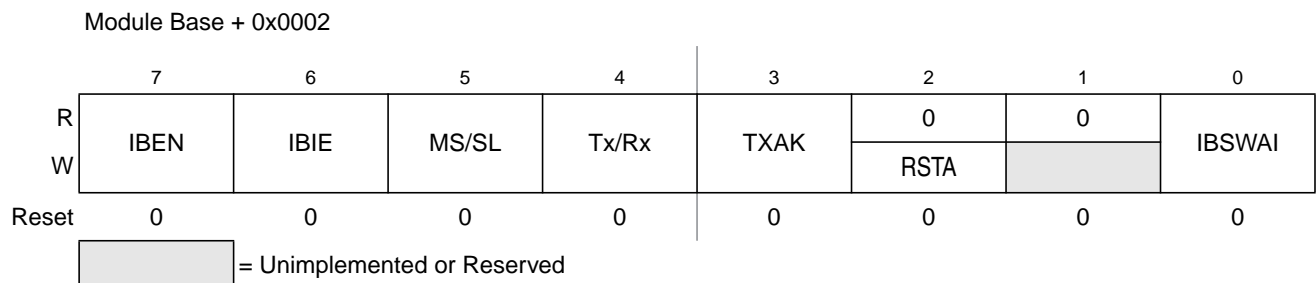 Module Base + 0x0002
7 6 5 4 3 2 1 0
R 0 0
IBEN IBIE MS/SL Tx/Rx TXAK IBSWAI
W RSTA
Reset 0 0 0 0 0 0 0 0
= Unimplemented or Reserved